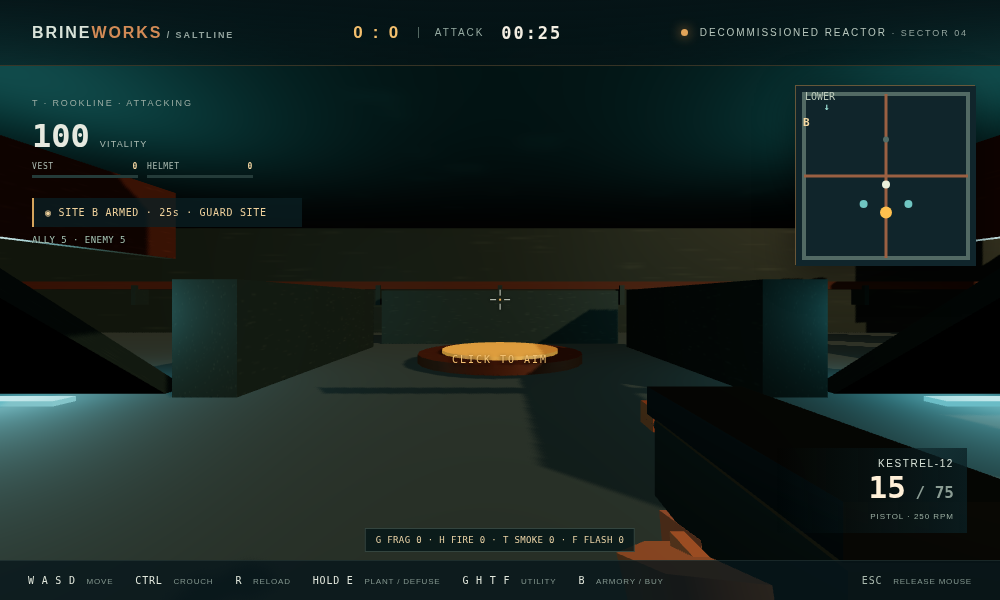 BRINEWORKS / SALTLINE
0 : 0 | ATTACK 00:25
DECOMMISSIONED REACTOR · SECTOR 04
T · ROOKLINE · ATTACKING
100 VITALITY
VEST 0 HELMET 0
◉ SITE B ARMED · 25s · GUARD SITE
ALLY 5 · ENEMY 5
LOWER
↓
B
CLICK TO AIM
KESTREL-12
15 / 75
PISTOL · 250 RPM
G FRAG 0 · H FIRE 0 · T SMOKE 0 · F FLASH 0
W A S D MOVE CTRL CROUCH R RELOAD HOLD E PLANT / DEFUSE G H T F UTILITY B ARMORY / BUY ESC RELEASE MOUSE